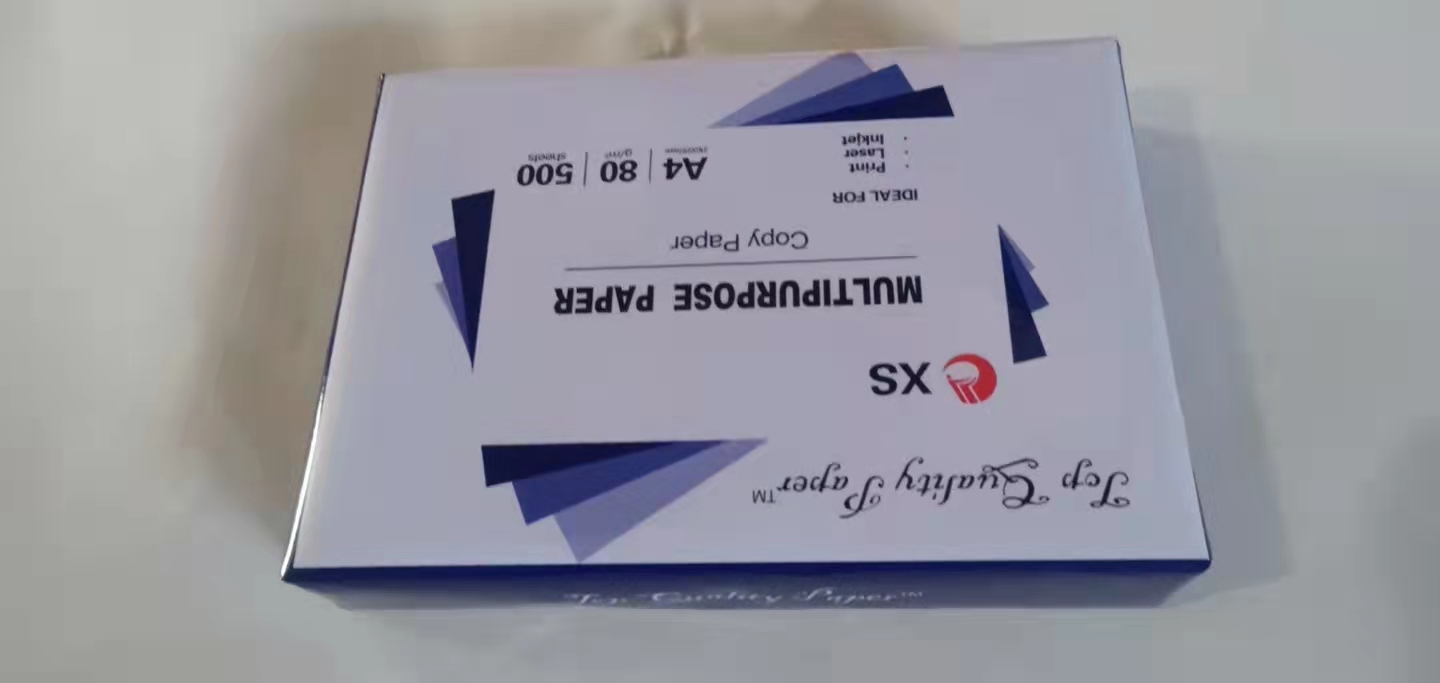 Top Quality Paper™
XS
MULTIPURPOSE PAPER
Copy Paper
IDEAL FOR
· Print
· Laser
· Inkjet
A4 80 500
g/m² sheets
Top Quality Paper™